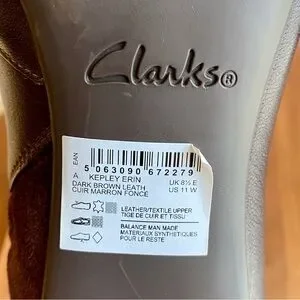 Clarks®
EAN
5 063090 672279
A KEPLEY ERIN
DARK BROWN LEATH
CUIR MARRON FONCE
UK 8½ E
US 11 W
LEATHER/TEXTILE UPPER
TIGE DE CUIR ET TISSU
BALANCE MAN MADE
MATERIAUX SYNTHETIQUES
POUR LE RESTE